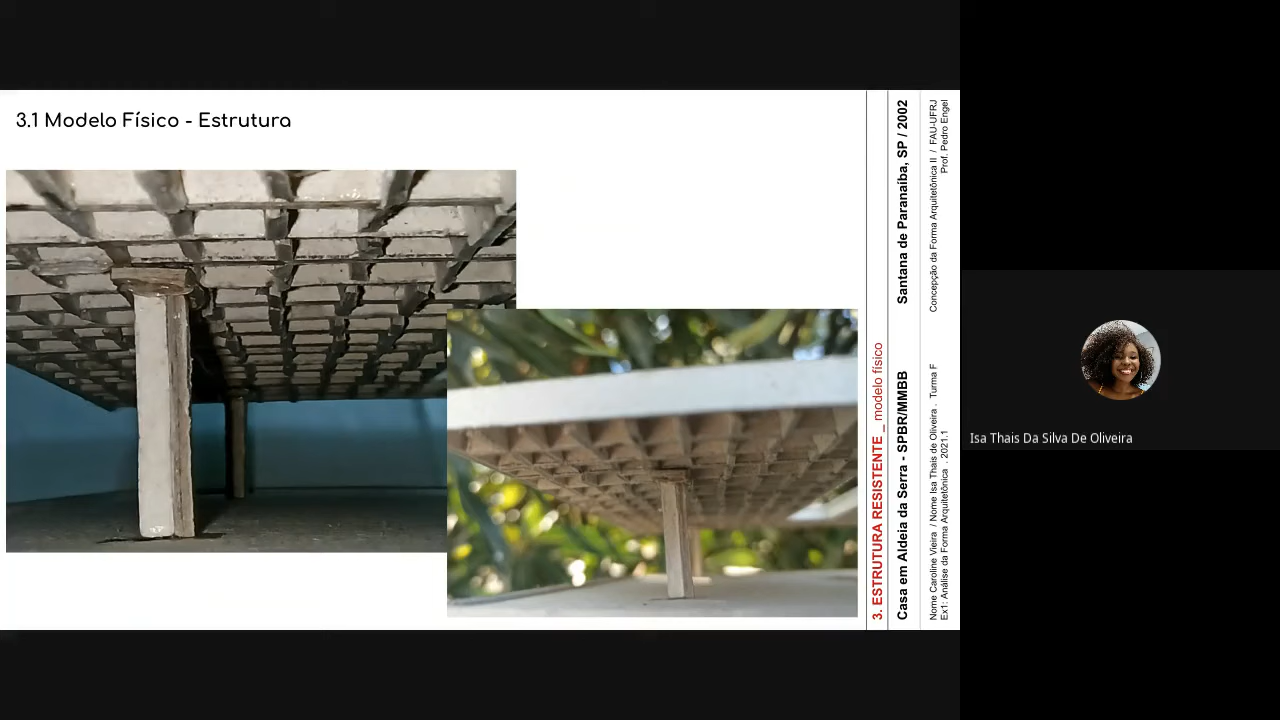 3.1 Modelo Físico - Estrutura
3. ESTRUTURA RESISTENTE _ modelo físico
Casa em Aldeia da Serra - SPBR/MMBB
Santana de Paranaíba, SP / 2002
Nome Caroline Vieira / Nome Isa Thais de Oliveira . Turma F
Ex1: Análise da Forma Arquitetônica . 2021.1
Concepção da Forma Arquitetônica II / FAU-UFRJ
Prof. Pedro Engel
Isa Thais Da Silva De Oliveira